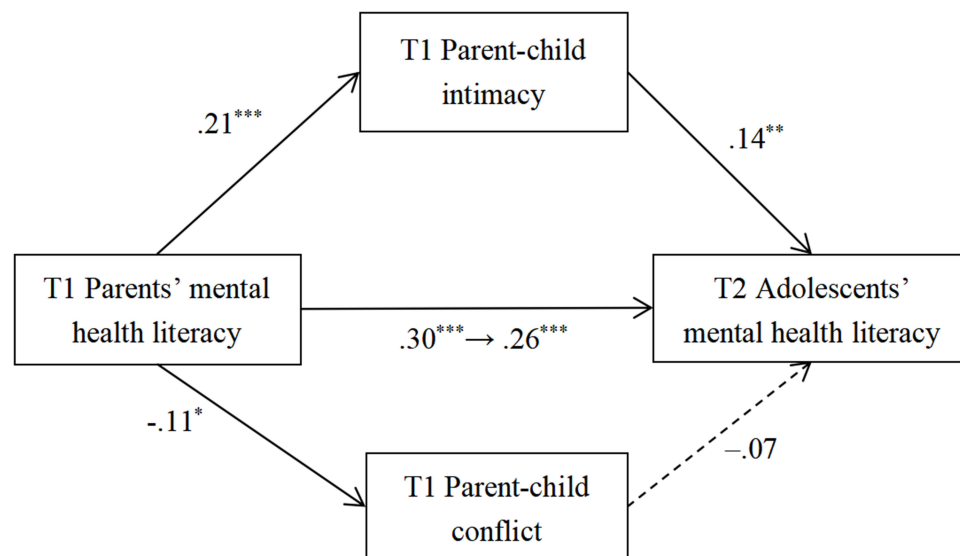 T1 Parent-child
intimacy
.21***
.14**
T1 Parents’ mental
health literacy
T2 Adolescents’
mental health literacy
.30***→ .26***
-.11*
–.07
T1 Parent-child
conflict